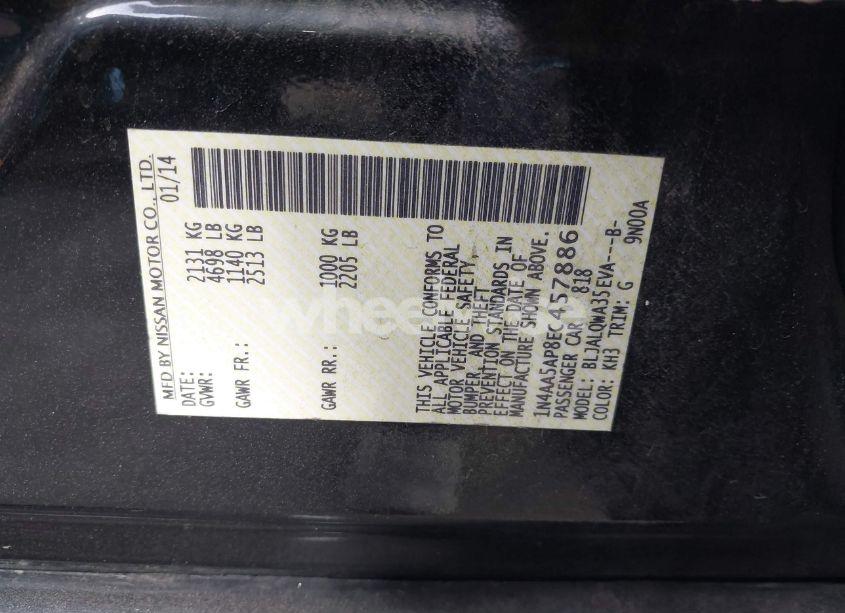 MFD BY NISSAN MOTOR CO., LTD.
DATE: 01/14
GVWR: 2131 KG
4698 LB
GAWR FR.: 1140 KG
2513 LB
GAWR RR.: 1000 KG
2205 LB
THIS VEHICLE CONFORMS TO
ALL APPLICABLE FEDERAL
MOTOR VEHICLE SAFETY,
BUMPER, AND THEFT
PREVENTION STANDARDS IN
EFFECT ON THE DATE OF
MANUFACTURE SHOWN ABOVE.
1N4AA5AP8EC457886
PASSENGER CAR 818
MODEL: BLJALQWA35EVA---B-
COLOR: KH3 TRIM: G 9N00A